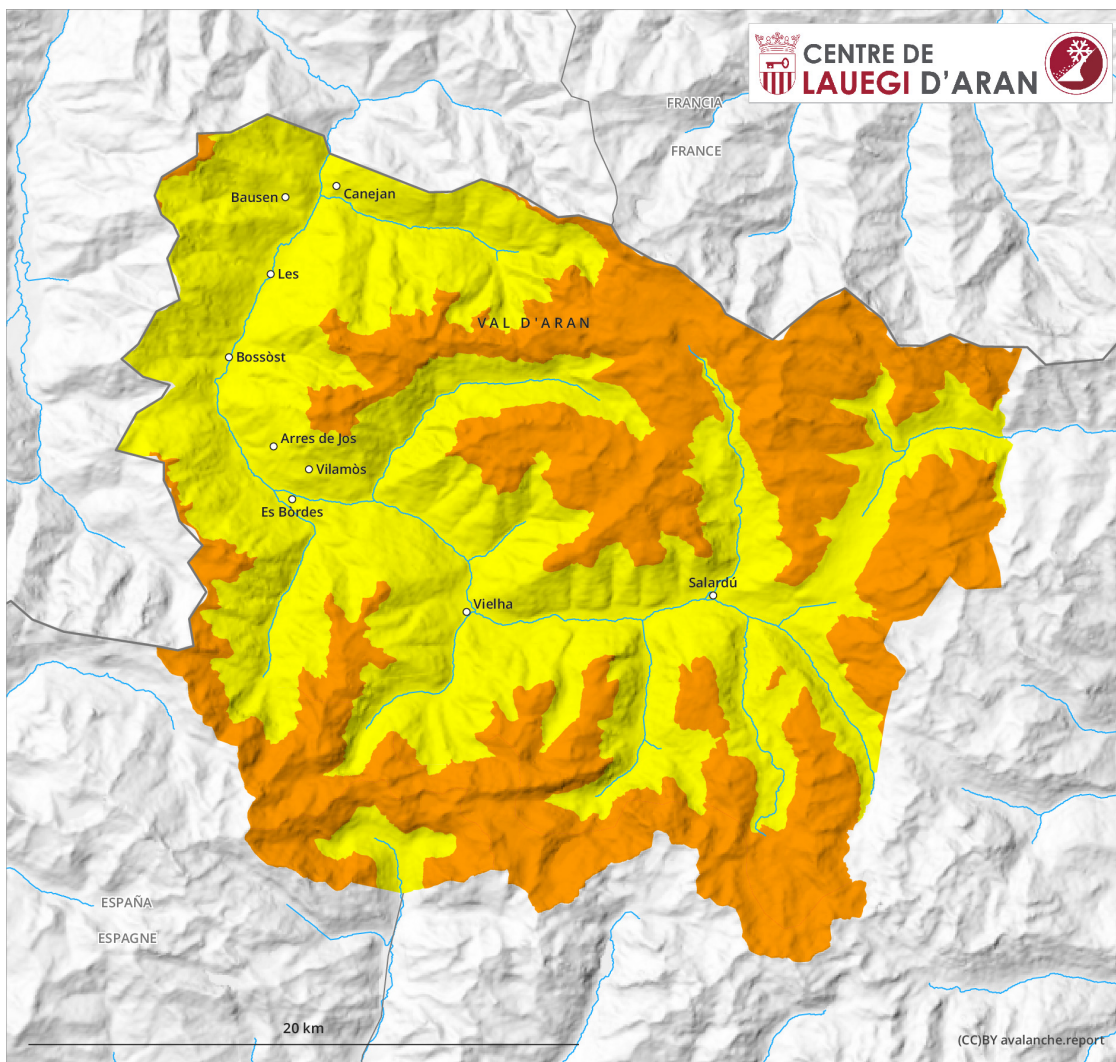 CENTRE DE
LAUEGI D'ARAN
FRANCIA
FRANCE
Bausen
Canejan
Les
VAL D'ARAN
Bossòst
Arres de Jos
Vilamòs
Es Bòrdes
Salardú
Vielha
ESPAÑA
ESPAGNE
20 km
(CC)BY avalanche.report